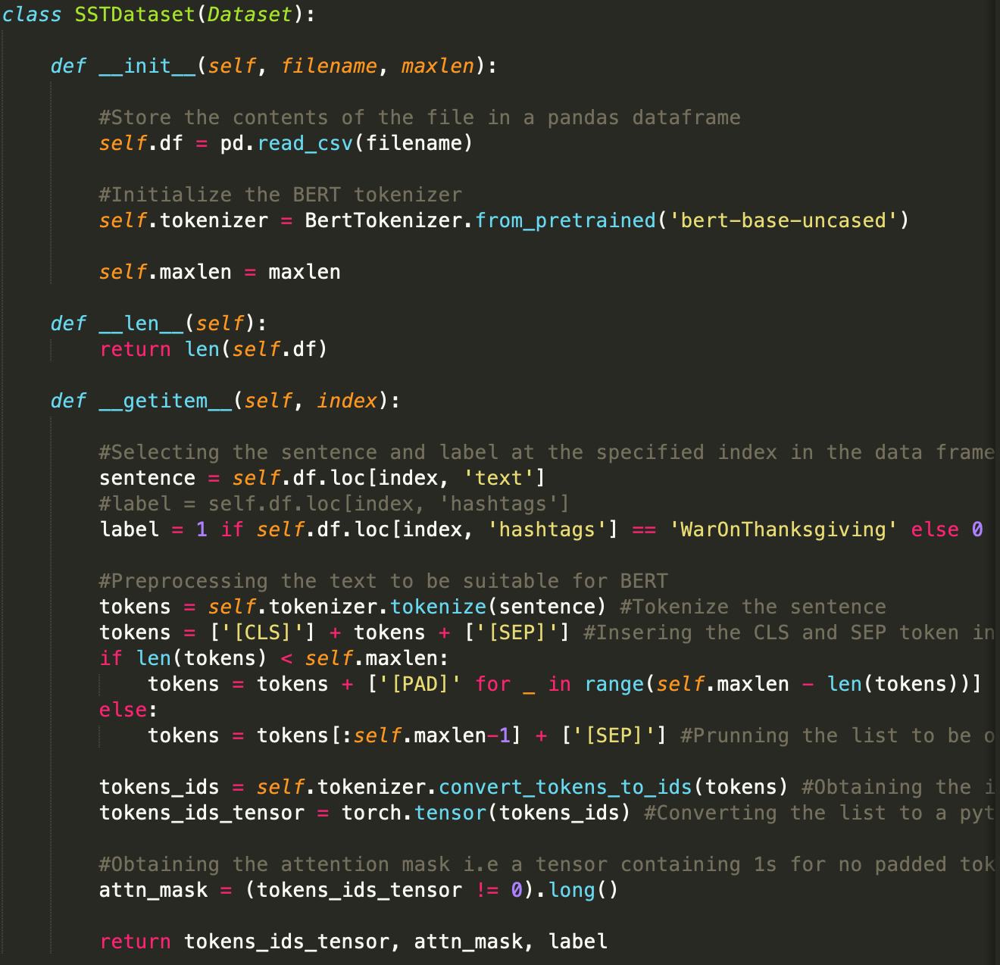 class SSTDataset(Dataset):
def __init__(self, filename, maxlen):
#Store the contents of the file in a pandas dataframe
self.df = pd.read_csv(filename)
#Initialize the BERT tokenizer
self.tokenizer = BertTokenizer.from_pretrained('bert-base-uncased')
self.maxlen = maxlen
def __len__(self):
return len(self.df)
def __getitem__(self, index):
#Selecting the sentence and label at the specified index in the data frame
sentence = self.df.loc[index, 'text']
#label = self.df.loc[index, 'hashtags']
label = 1 if self.df.loc[index, 'hashtags'] == 'WarOnThanksgiving' else 0
#Preprocessing the text to be suitable for BERT
tokens = self.tokenizer.tokenize(sentence) #Tokenize the sentence
tokens = ['[CLS]'] + tokens + ['[SEP]'] #Insering the CLS and SEP token in
if len(tokens) < self.maxlen:
tokens = tokens + ['[PAD]' for _ in range(self.maxlen - len(tokens))]
else:
tokens = tokens[:self.maxlen-1] + ['[SEP]'] #Prunning the list to be o
tokens_ids = self.tokenizer.convert_tokens_to_ids(tokens) #Obtaining the i
tokens_ids_tensor = torch.tensor(tokens_ids) #Converting the list to a pyt
#Obtaining the attention mask i.e a tensor containing 1s for no padded tok
attn_mask = (tokens_ids_tensor != 0).long()
return tokens_ids_tensor, attn_mask, label